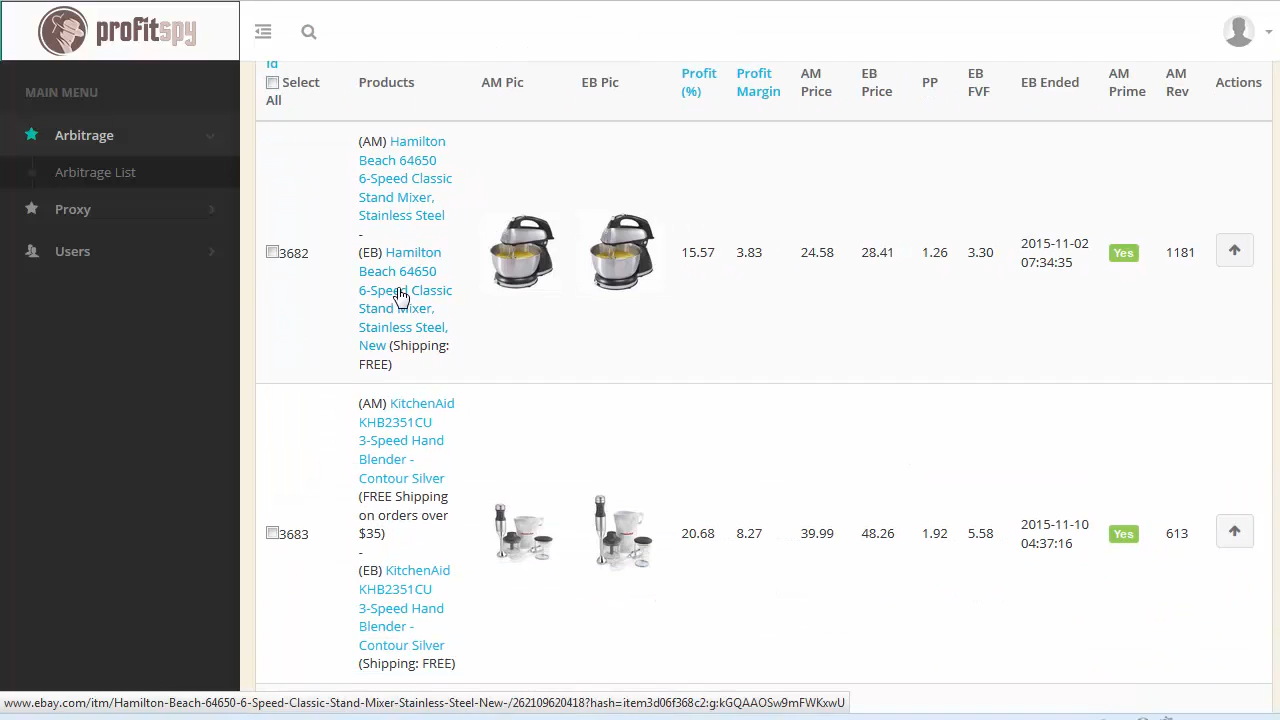 profitspy
MAIN MENU
Arbitrage
Arbitrage List
Proxy
Users
Id
Select
All
Products
AM Pic
EB Pic
Profit
(%)
Profit
Margin
AM
Price
EB
Price
PP
EB
FVF
EB Ended
AM
Prime
AM
Rev
Actions
3682
(AM) Hamilton
Beach 64650
6-Speed Classic
Stand Mixer,
Stainless Steel
-
(EB) Hamilton
Beach 64650
6-Speed Classic
Stand Mixer,
Stainless Steel,
New (Shipping:
FREE)
15.57
3.83
24.58
28.41
1.26
3.30
2015-11-02
07:34:35
Yes
1181
3683
(AM) KitchenAid
KHB2351CU
3-Speed Hand
Blender -
Contour Silver
(FREE Shipping
on orders over
$35)
-
(EB) KitchenAid
KHB2351CU
3-Speed Hand
Blender -
Contour Silver
(Shipping: FREE)
20.68
8.27
39.99
48.26
1.92
5.58
2015-11-10
04:37:16
Yes
613
www.ebay.com/itm/Hamilton-Beach-64650-6-Speed-Classic-Stand-Mixer-Stainless-Steel-New-/262109620418?hash=item3d06f368c2:g:kGQAAOSw9mFWKxwU